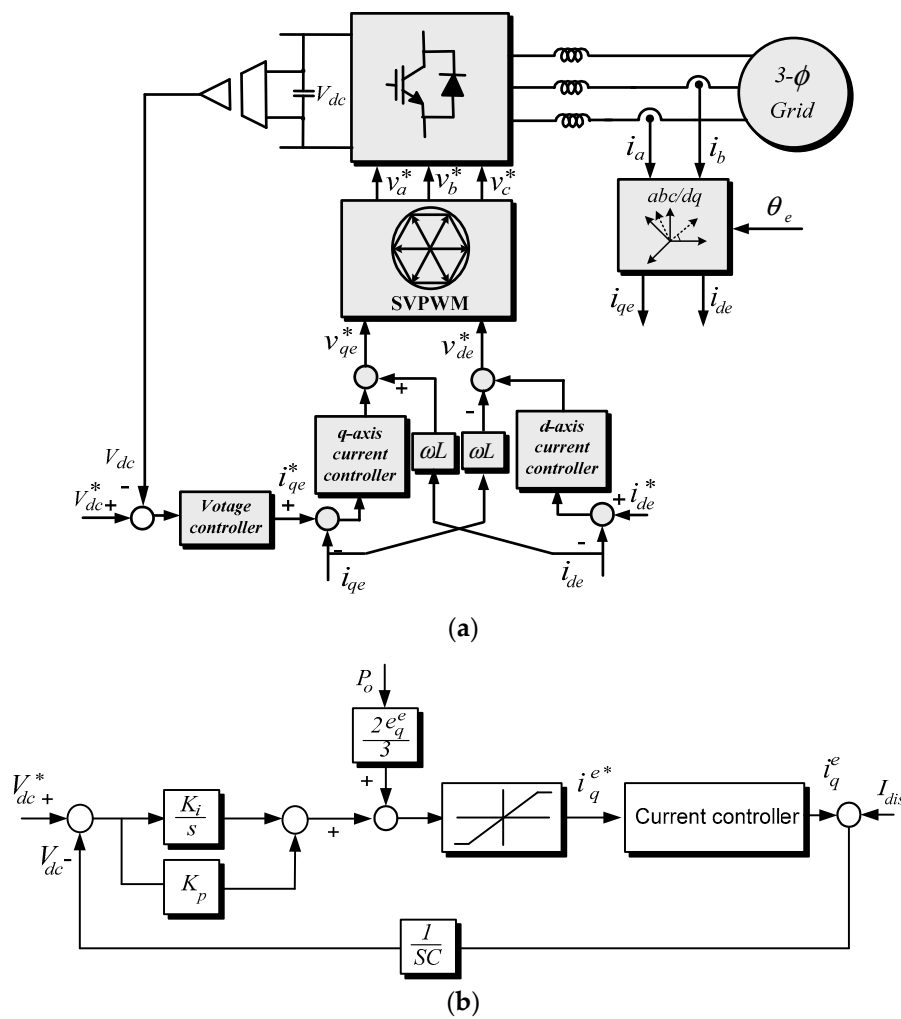 V_dc
3-ϕ
Grid
i_a
i_b
v_a^*
v_b^*
v_c^*
abc/dq
θ_e
SVPWM
i_qe
i_de
v_qe^*
v_de^*
+
-
q-axis
current
controller
ωL
ωL
d-axis
current
controller
V_dc
V_dc^*
+
-
Votage
controller
i_qe^*
+
-
+
i_de^*
-
i_qe
i_de
(a)
P_o
2e_q^e
3
+
V_dc^*
+
V_dc
-
K_i
s
K_p
+
i_q^e*
Current controller
i_q^e
I_dis
1
SC
(b)